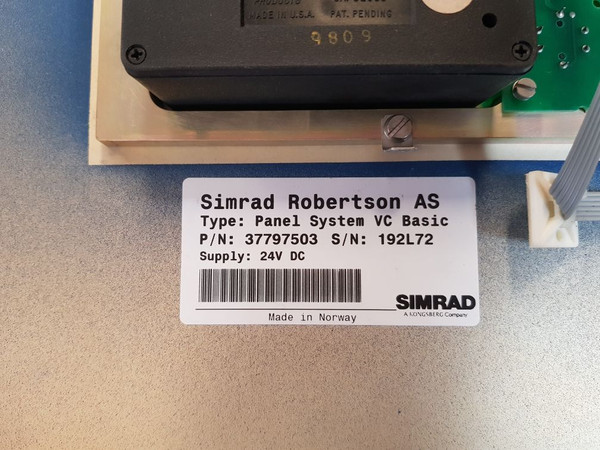 PRODUCTS
MADE IN U.S.A. PAT. PENDING
9809
Simrad Robertson AS
Type: Panel System VC Basic
P/N: 37797503 S/N: 192L72
Supply: 24V DC
SIMRAD
A KONGSBERG Company
Made in Norway